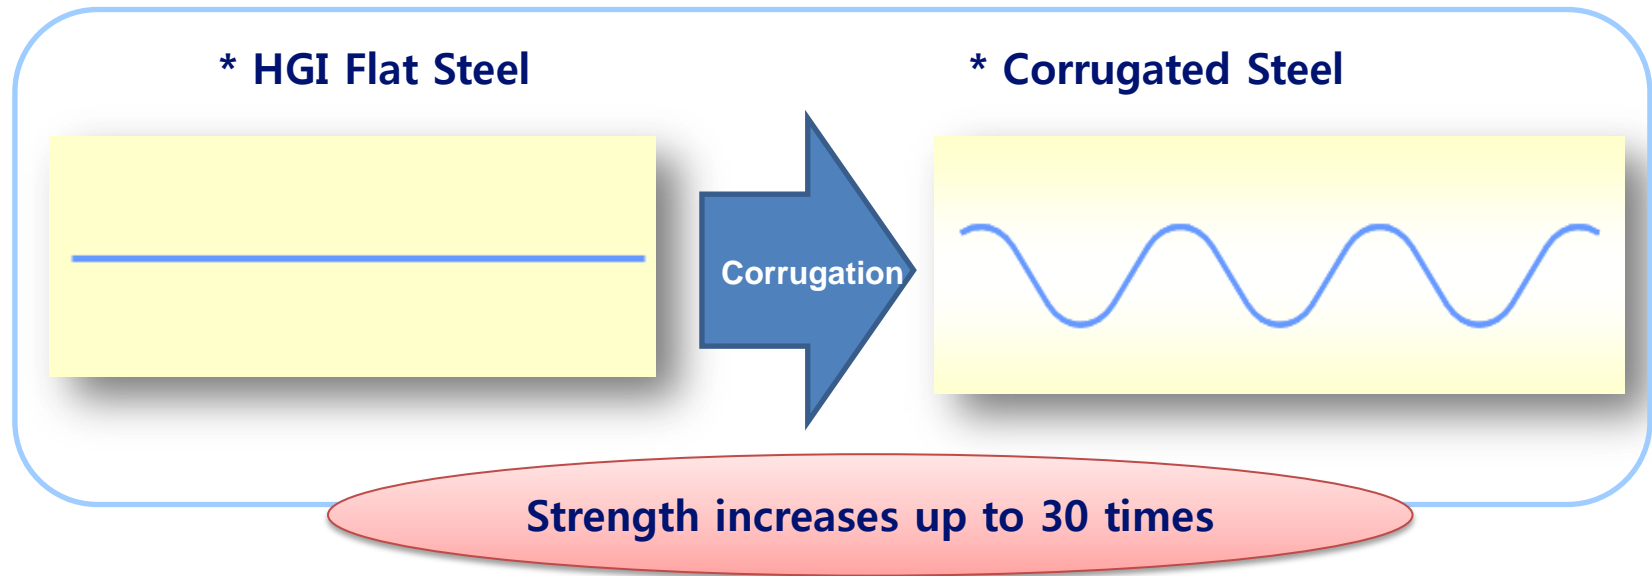 * HGI Flat Steel
* Corrugated Steel
Corrugation
Strength increases up to 30 times